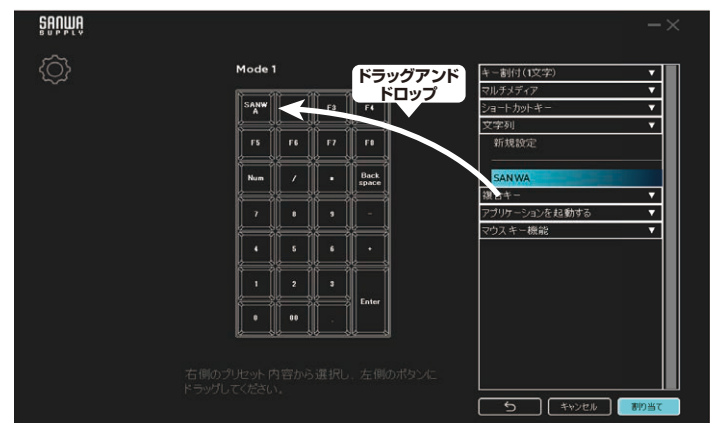 SANWA
SUPPLY
Mode 1
ドラッグアンド
ドロップ
SANW
A
F3
F4
F5
F6
F7
F8
Num
/
*
Back
space
7
8
9
-
4
5
6
+
1
2
3
Enter
0
00
.
キー割付(1文字)
マルチメディア
ショートカットキー
文字列
新規設定
SANWA
複合キー
アプリケーションを起動する
マウスキー機能
右側のプリセット内容から選択し、左側のボタンに
ドラッグしてください。
キャンセル
割り当て